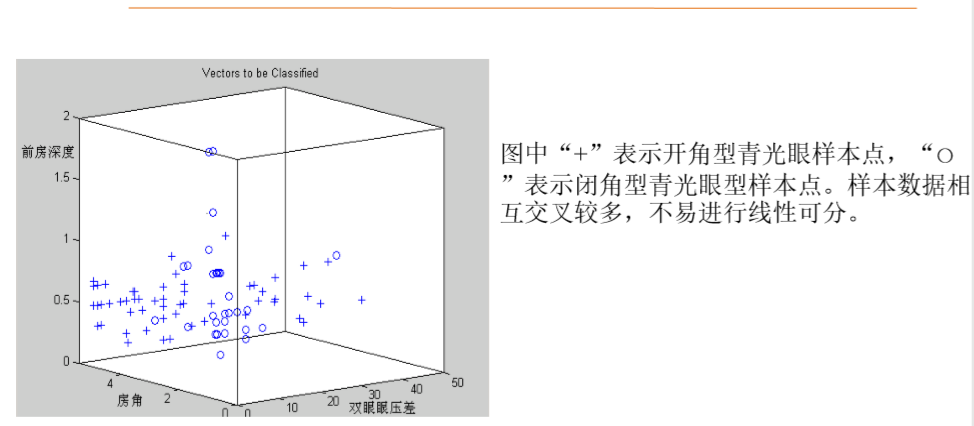 Vectors to be Classified
2
前房深度
1.5
1
0.5
0
4
房角
2
0
0
10
20
30
双眼眼压差
40
50
图中“+”表示开角型青光眼样本点，“○
”表示闭角型青光眼型样本点。样本数据相
互交叉较多，不易进行线性可分。